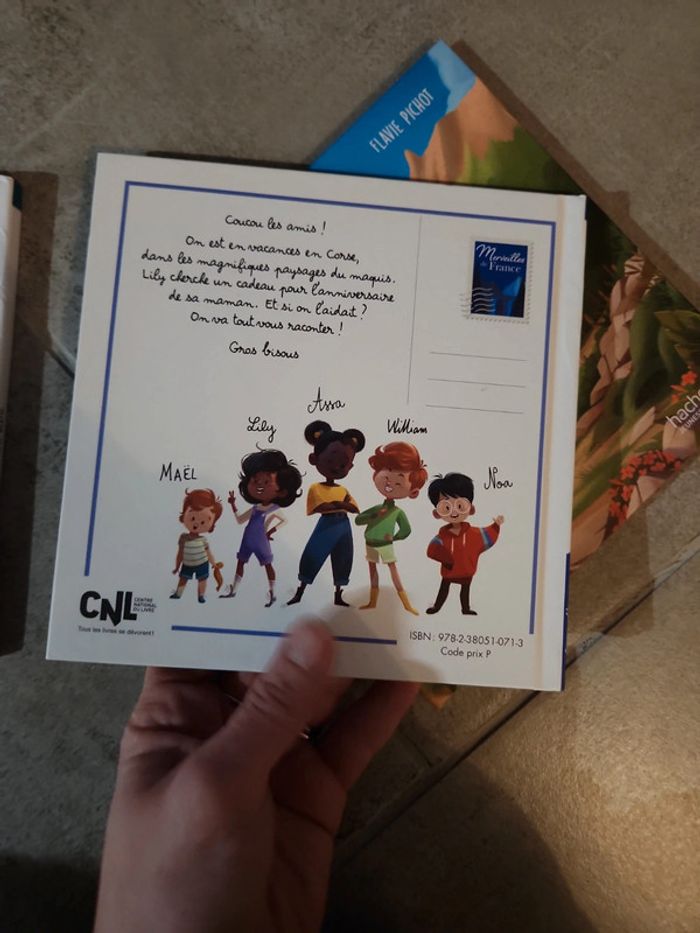 FLAVIE PICHOT
Coucou les amis !
On est en vacances en Corse,
dans les magnifiques paysages du maquis.
Lily cherche un cadeau pour l'anniversaire
de sa maman. Et si on l'aidait ?
On va tout vous raconter !
Gros bisous
Merveilles
de France
Assa
Lily
William
MAËL
Noa
CNL
CENTRE
NATIONAL
DU LIVRE
Tous les livres se dévorent !
ISBN : 978-2-38051-071-3
Code prix P